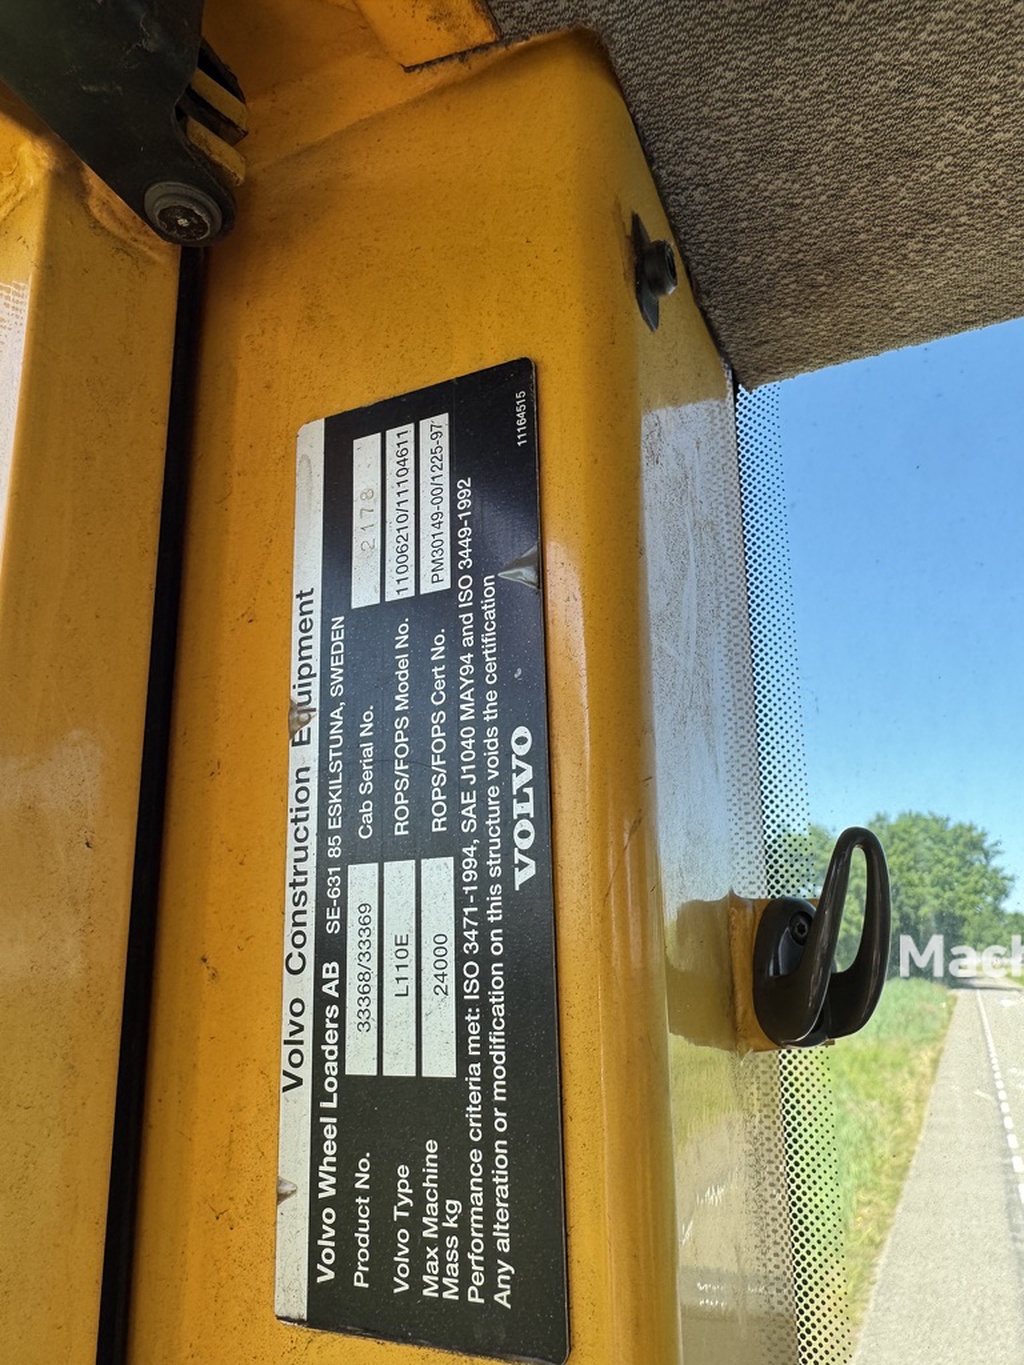 Volvo Construction Equipment
Volvo Wheel Loaders AB SE-631 85 ESKILSTUNA, SWEDEN
Product No. 33368/33369 Cab Serial No. 2178
Volvo Type L110E ROPS/FOPS Model No. 11006210/11104611
Max Machine
Mass kg 24000 ROPS/FOPS Cert No. PM30149-00/1225-97
Performance criteria met: ISO 3471-1994, SAE J1040 MAY94 and ISO 3449-1992
Any alteration or modification on this structure voids the certification
VOLVO
11164515
Mach